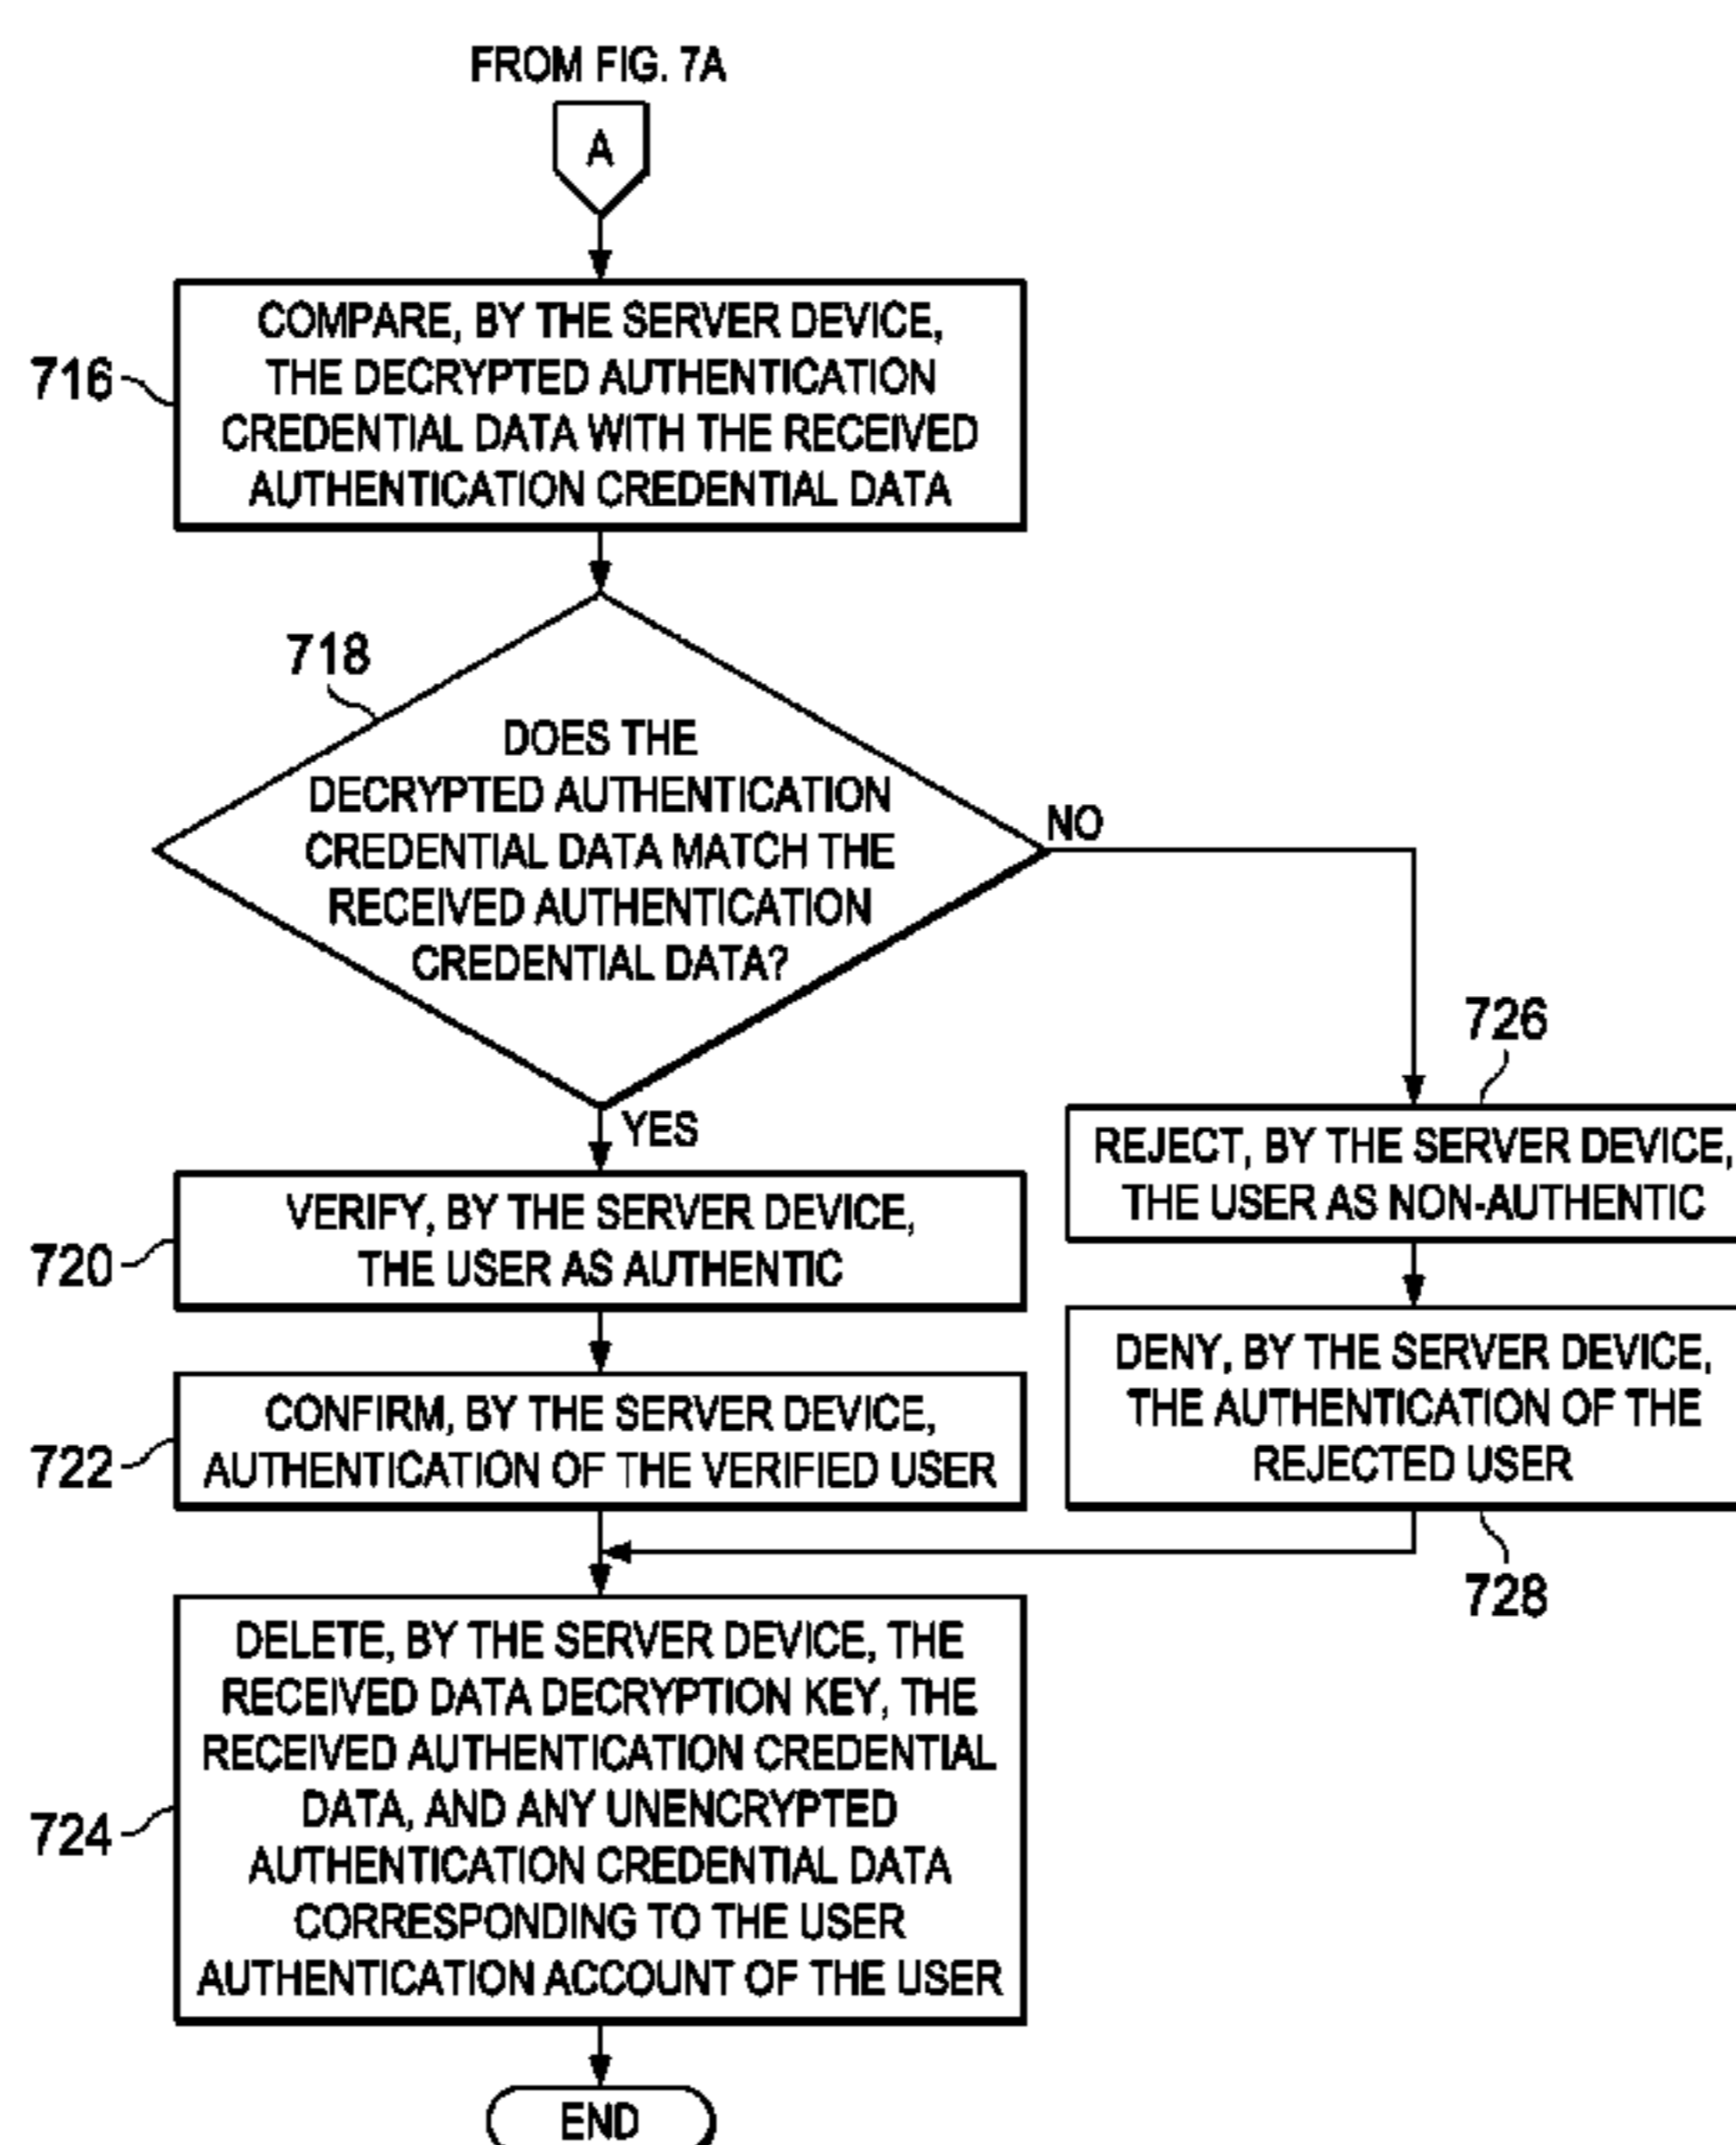 FROM FIG. 7A
A
716
COMPARE, BY THE SERVER DEVICE,
THE DECRYPTED AUTHENTICATION
CREDENTIAL DATA WITH THE RECEIVED
AUTHENTICATION CREDENTIAL DATA
718
DOES THE
DECRYPTED AUTHENTICATION
CREDENTIAL DATA MATCH THE
RECEIVED AUTHENTICATION
CREDENTIAL DATA?
NO
YES
726
REJECT, BY THE SERVER DEVICE,
THE USER AS NON-AUTHENTIC
720
VERIFY, BY THE SERVER DEVICE,
THE USER AS AUTHENTIC
DENY, BY THE SERVER DEVICE,
THE AUTHENTICATION OF THE
REJECTED USER
728
722
CONFIRM, BY THE SERVER DEVICE,
AUTHENTICATION OF THE VERIFIED USER
724
DELETE, BY THE SERVER DEVICE, THE
RECEIVED DATA DECRYPTION KEY, THE
RECEIVED AUTHENTICATION CREDENTIAL
DATA, AND ANY UNENCRYPTED
AUTHENTICATION CREDENTIAL DATA
CORRESPONDING TO THE USER
AUTHENTICATION ACCOUNT OF THE USER
END